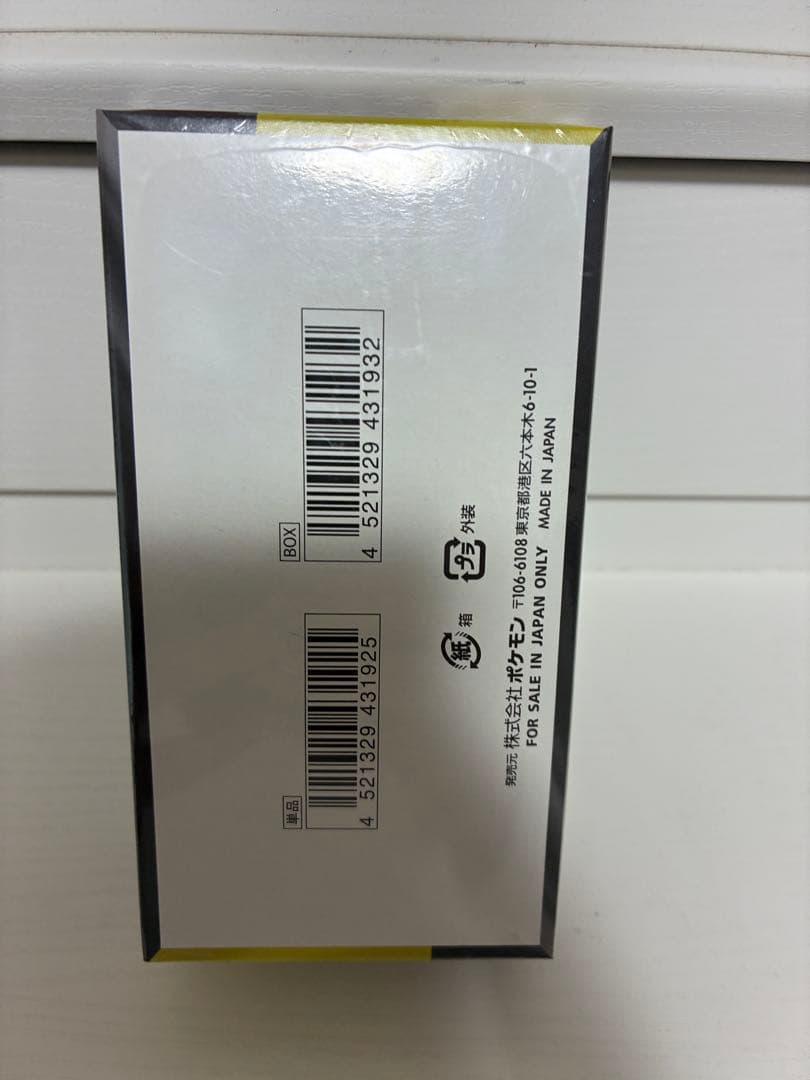 単品
4 521329 431925
BOX
4 521329 431932
紙 箱
プラ 外装
発売元 株式会社ポケモン 〒106-6108 東京都港区六本木6-10-1
FOR SALE IN JAPAN ONLY MADE IN JAPAN